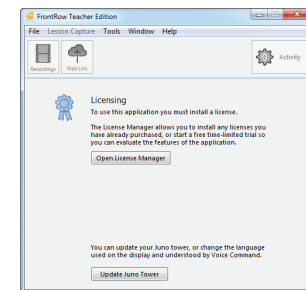 FrontRow Teacher Edition
File Lesson Capture Tools Window Help
Recordings Web Link Activity
Licensing
To use this application you must install a license.
The License Manager allows you to install any licenses you
have already purchased, or start a free time-limited trial so
you can evaluate the features of the application.
Open License Manager
You can update your Juno tower, or change the language
used on the display and understood by Voice Command.
Update Juno Tower